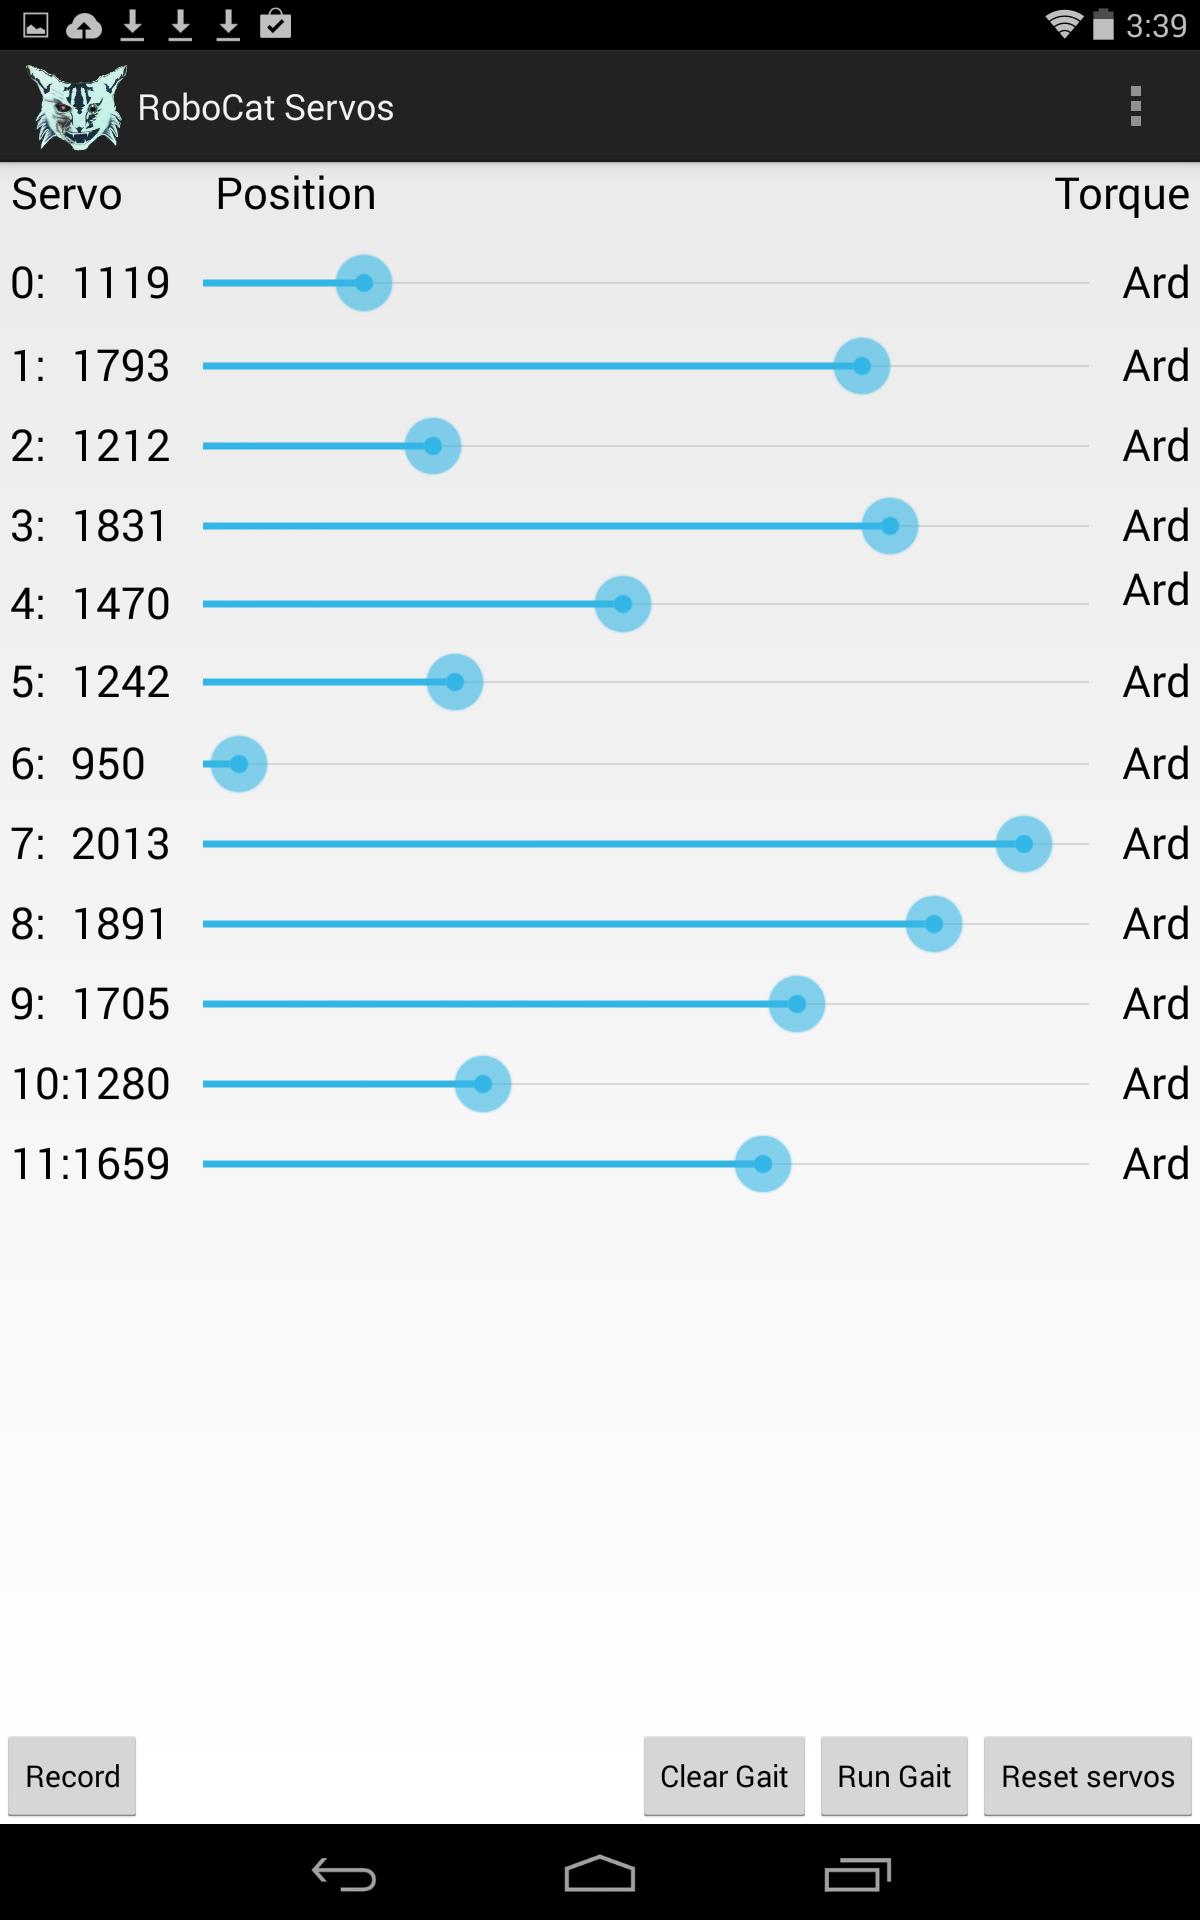 3:39
RoboCat Servos
Servo Position Torque
0: 1119 Ard
1: 1793 Ard
2: 1212 Ard
3: 1831 Ard
4: 1470 Ard
5: 1242 Ard
6: 950 Ard
7: 2013 Ard
8: 1891 Ard
9: 1705 Ard
10:1280 Ard
11:1659 Ard
Record Clear Gait Run Gait Reset servos